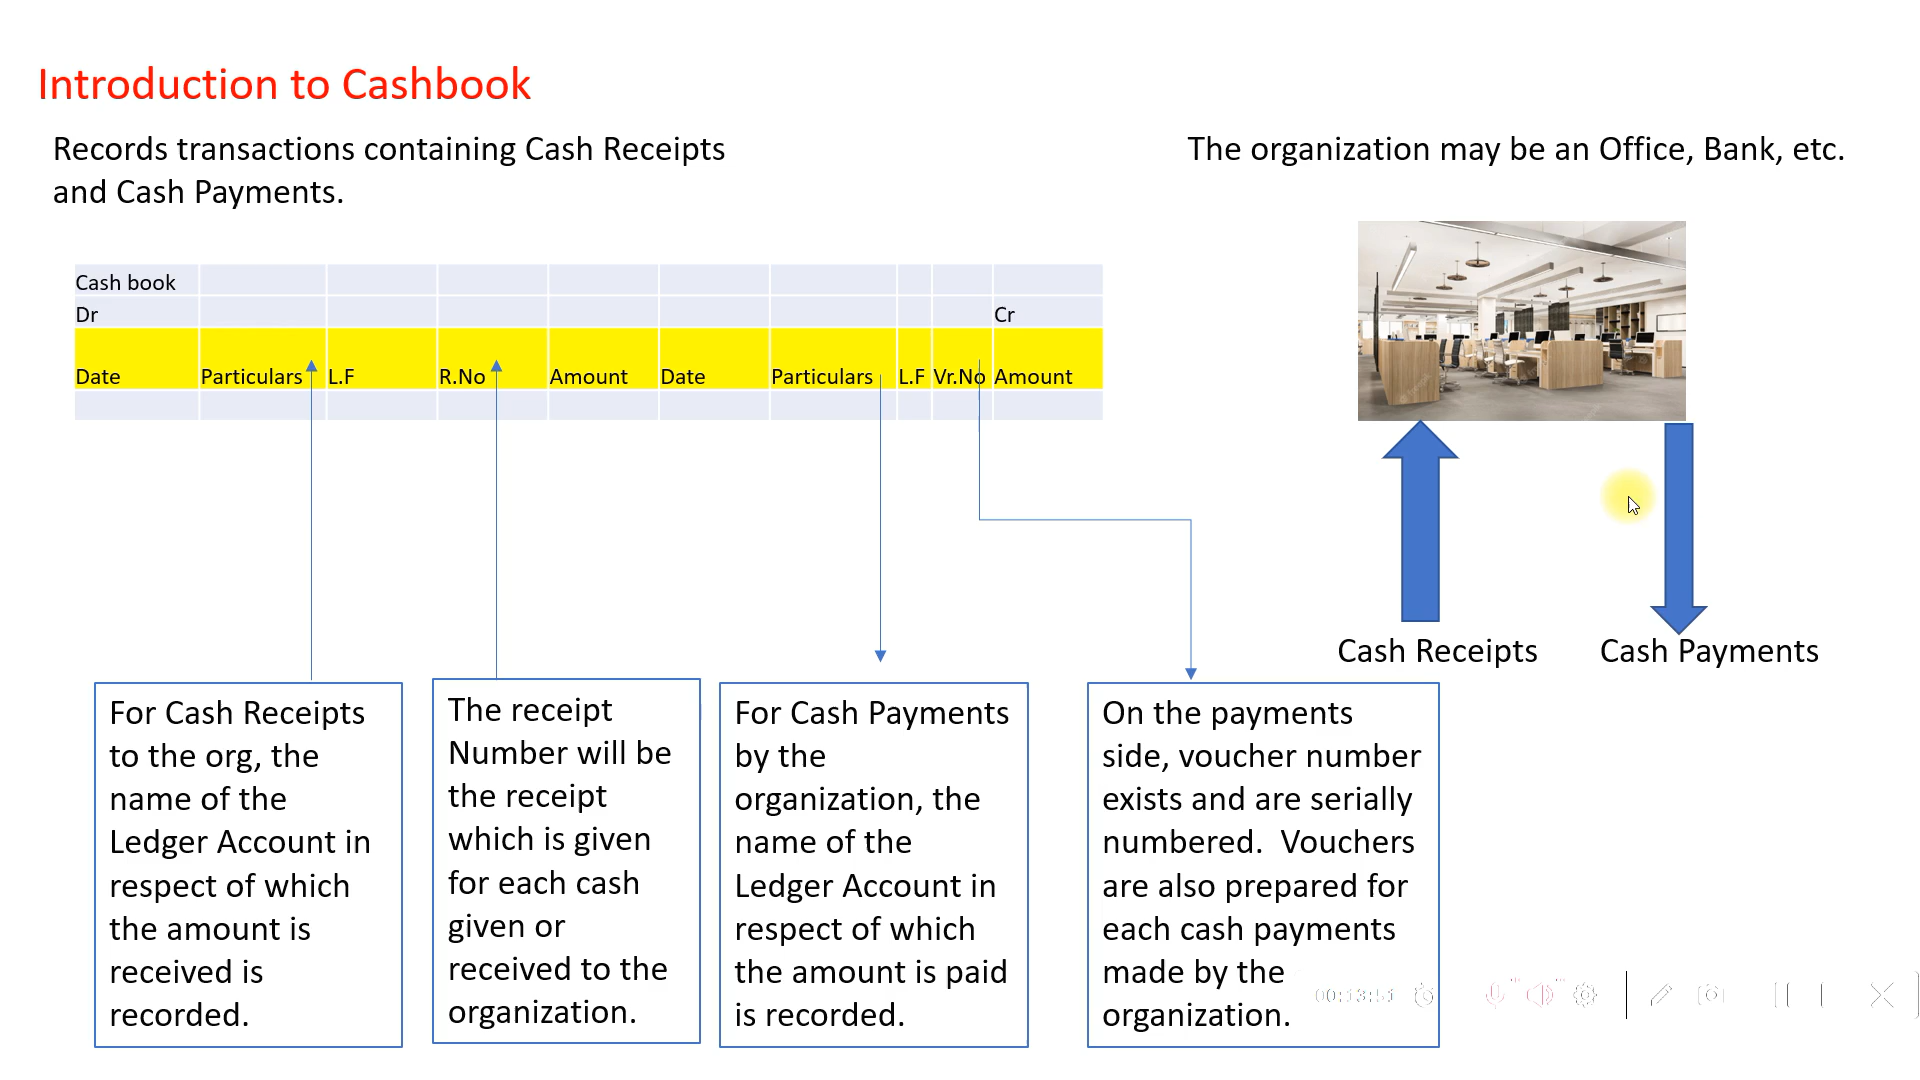 Introduction to Cashbook
Records transactions containing Cash Receipts
and Cash Payments.
The organization may be an Office, Bank, etc.
Cash book
Dr Cr
Date Particulars L.F R.No Amount Date Particulars L.F Vr.No Amount
Cash Receipts Cash Payments
For Cash Receipts
to the org, the
name of the
Ledger Account in
respect of which
the amount is
received is
recorded.
The receipt
Number will be
the receipt
which is given
for each cash
given or
received to the
organization.
For Cash Payments
by the
organization, the
name of the
Ledger Account in
respect of which
the amount is paid
is recorded.
On the payments
side, voucher number
exists and are serially
numbered.  Vouchers
are also prepared for
each cash payments
made by the
organization.
00:13:51